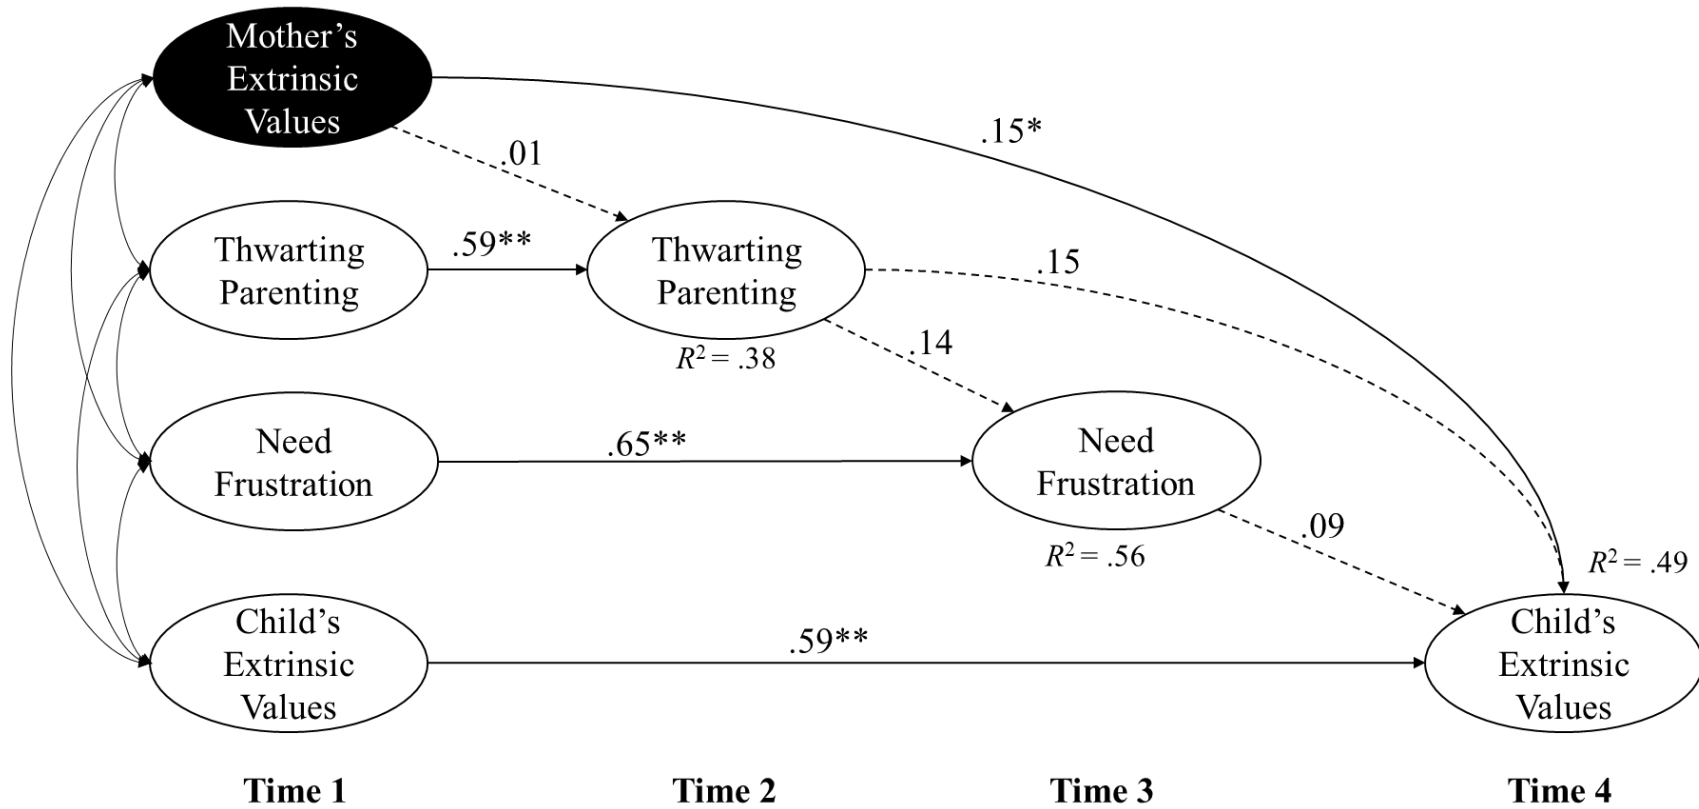 Mother’s
Extrinsic
Values
.15*
.01
Thwarting
Parenting
.59**
Thwarting
Parenting
.15
R² = .38
.14
Need
Frustration
.65**
Need
Frustration
R² = .56
.09
R² = .49
Child’s
Extrinsic
Values
.59**
Child’s
Extrinsic
Values
Time 1 Time 2 Time 3 Time 4